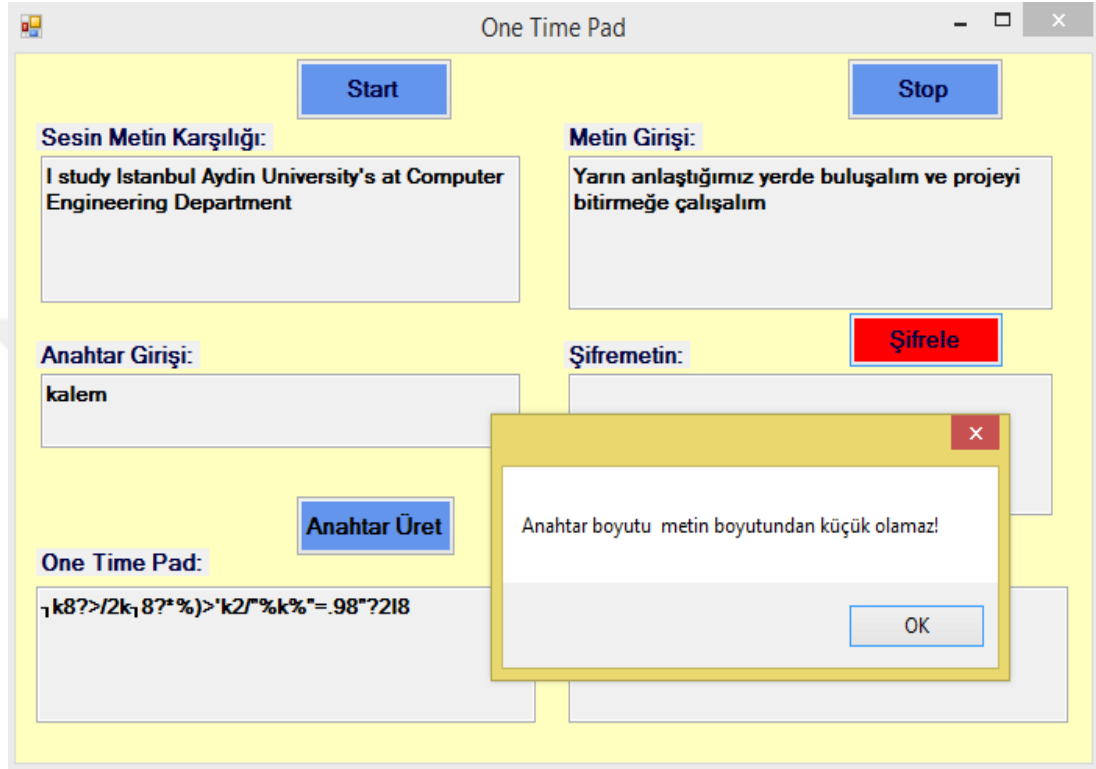 One Time Pad
Start
Stop
Sesin Metin Karşılığı:
Metin Girişi:
I study Istanbul Aydin University's at Computer
Engineering Department
Yarın anlaştığımız yerde buluşalım ve projeyi
bitirmeğe çalışalım
Şifrele
Anahtar Girişi:
Şifremetin:
kalem
Anahtar Üret
Anahtar boyutu  metin boyutundan küçük olamaz!
OK
One Time Pad:
┐k8?>/2k┐8?*%)>'k2/"%k%"=.98"?2l8